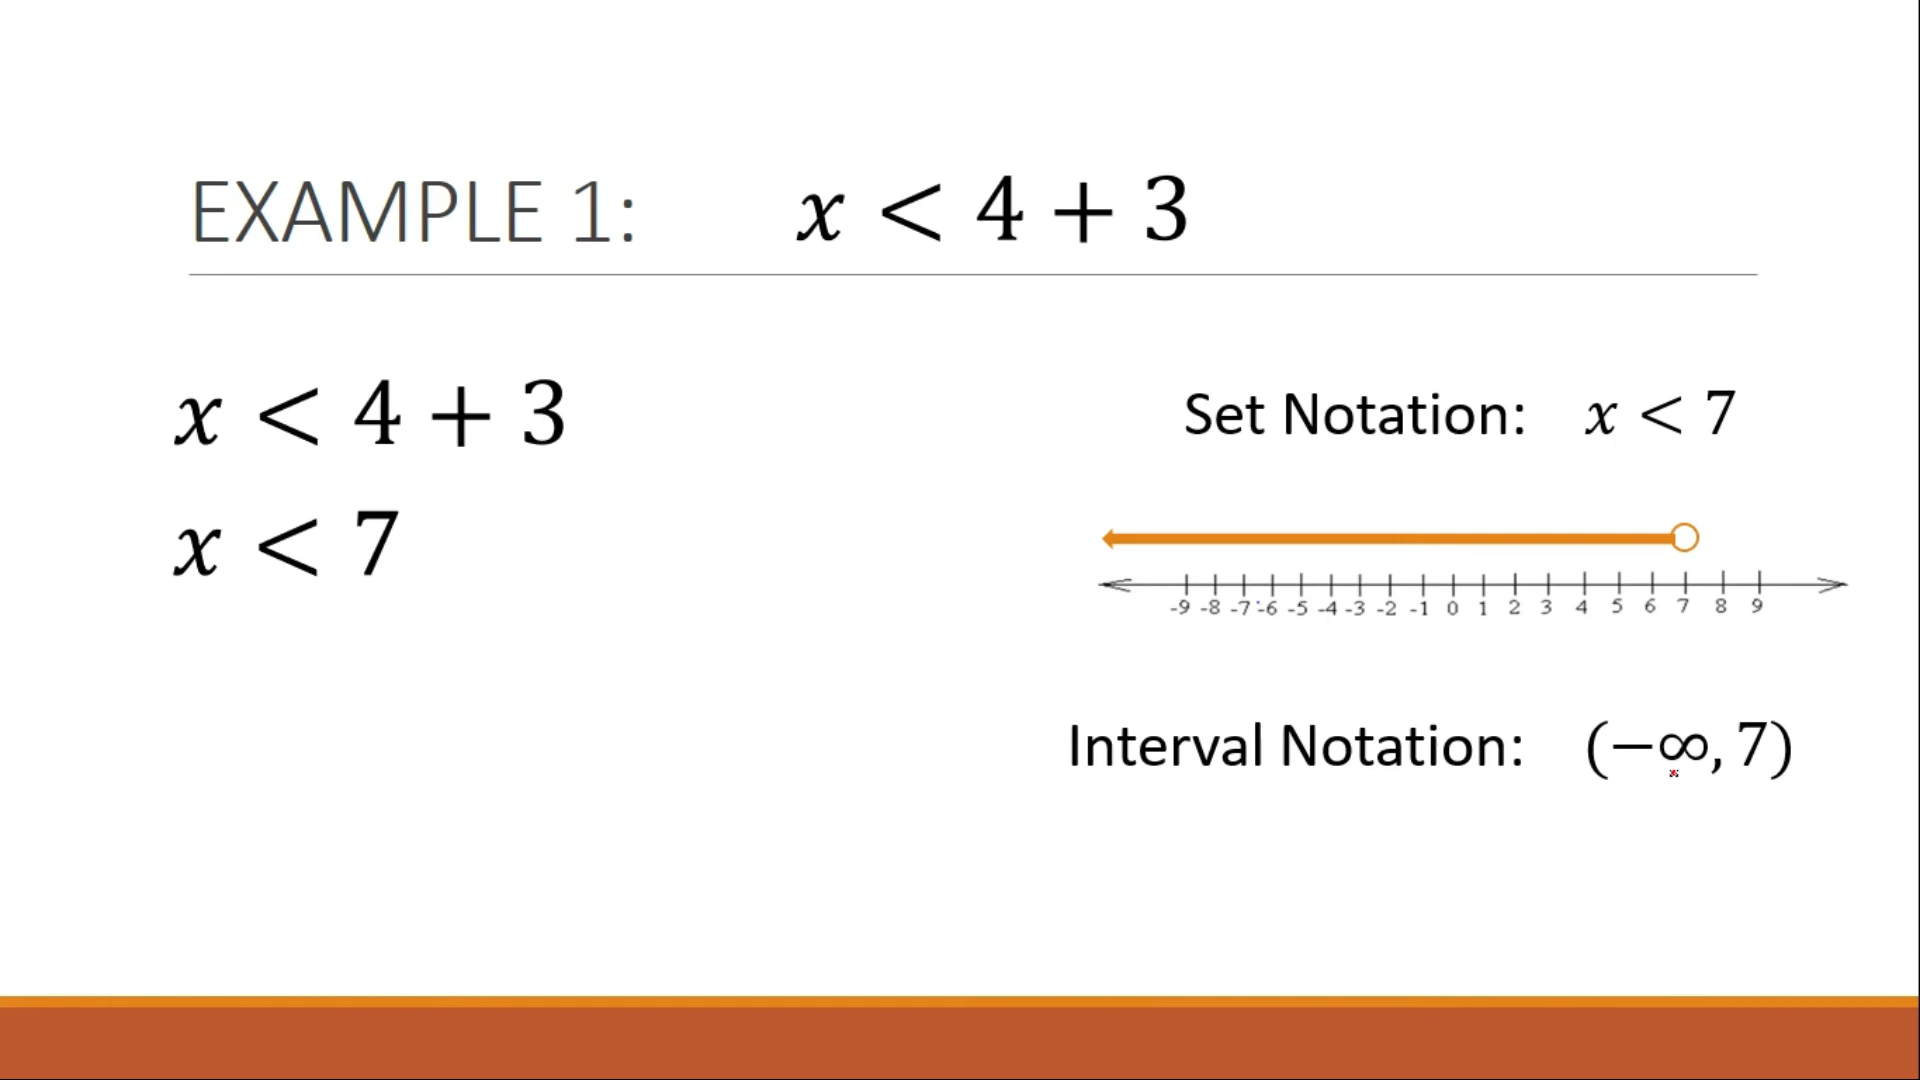 EXAMPLE 1: x < 4 + 3
x < 4 + 3
x < 7
Set Notation: x < 7
-9 -8 -7 -6 -5 -4 -3 -2 -1 0 1 2 3 4 5 6 7 8 9
Interval Notation: (−∞, 7)